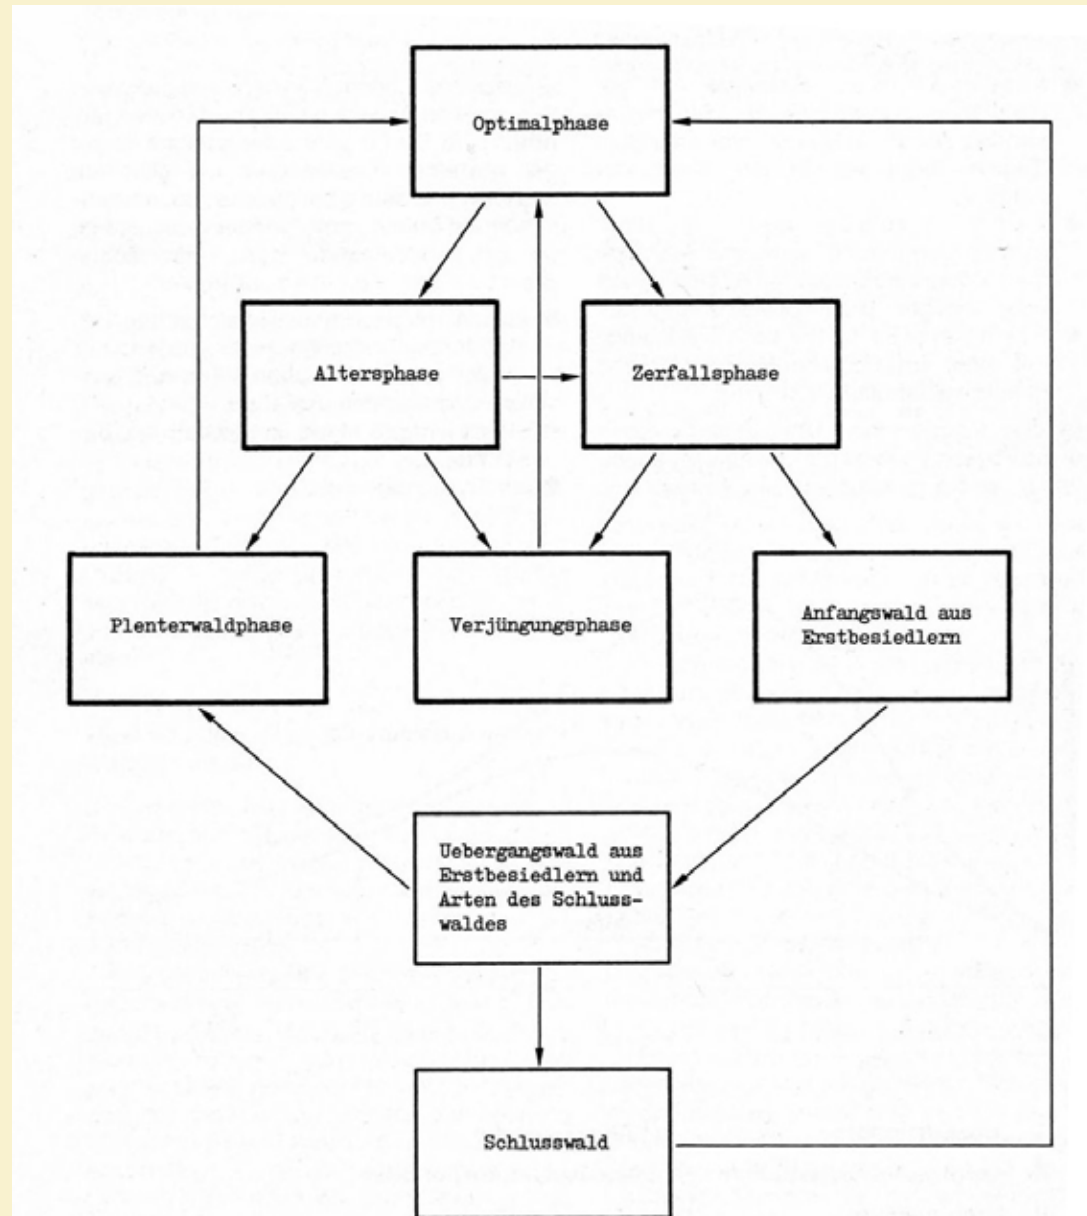 Optimalphase
Altersphase
Zerfallsphase
Plenterwaldphase
Verjüngungsphase
Anfangswald aus
Erstbesiedlern
Uebergangswald aus
Erstbesiedlern und
Arten des Schluss-
waldes
Schlusswald